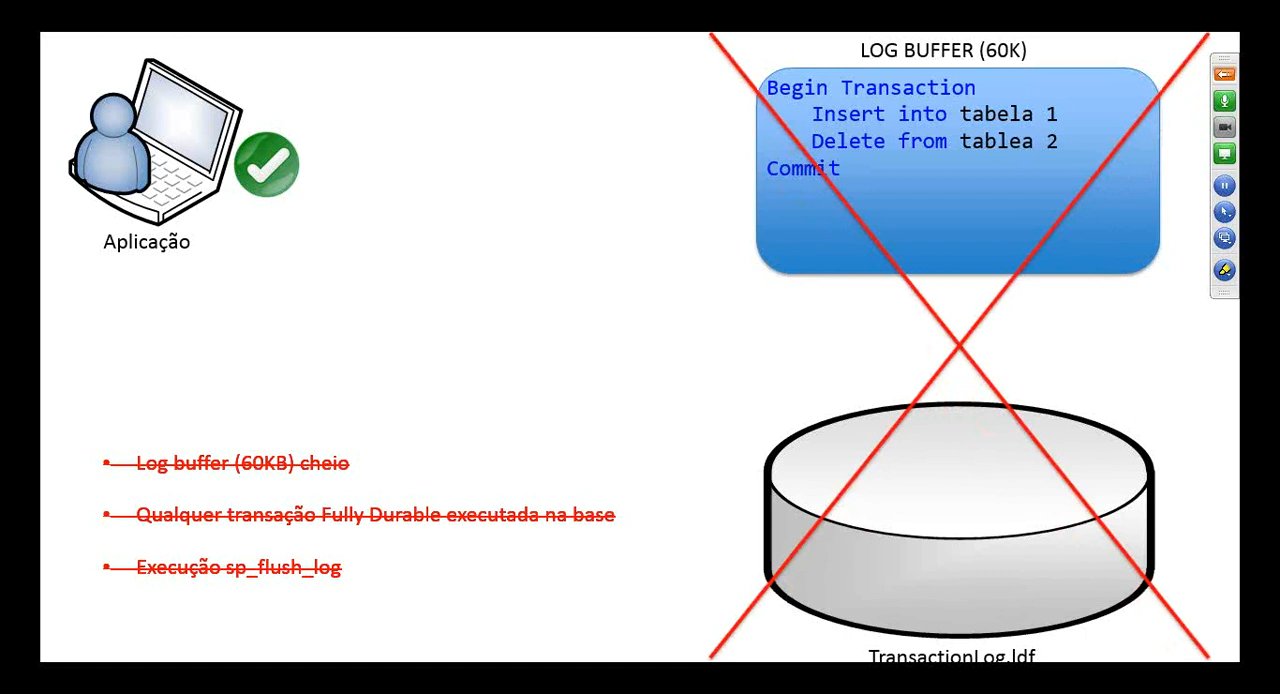 LOG BUFFER (60K)
Begin Transaction
Insert into tabela 1
Delete from tablea 2
Commit
Aplicação
• Log buffer (60KB) cheio
• Qualquer transação Fully Durable executada na base
• Execução sp_flush_log
TransactionLog.ldf